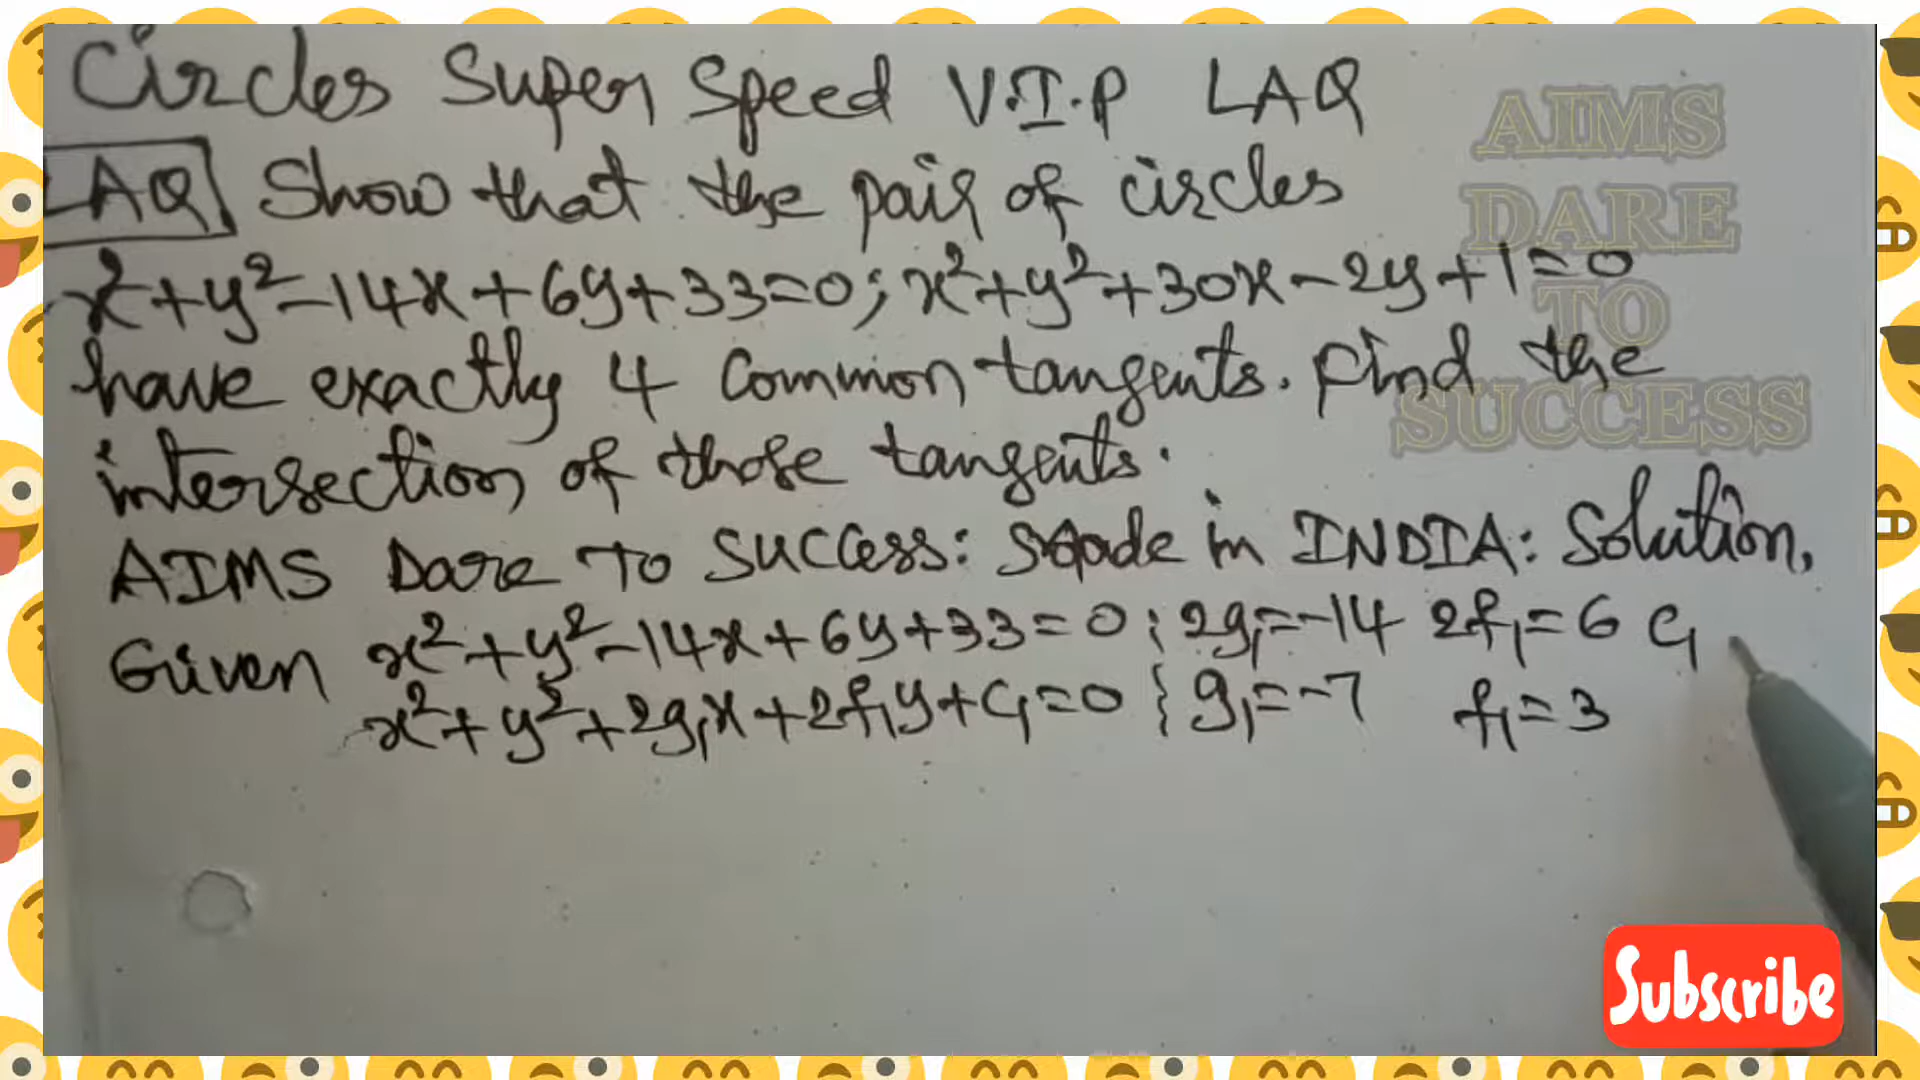 Circles Super Speed V.I.P LAQ
LAQ Show that the pair of circles
x²+y²-14x+6y+33=0; x²+y²+30x-2y+1=0
have exactly 4 common tangents. Find the
intersection of those tangents.
AIMS Dare To Success: Made in INDIA: Solution,
Given x²+y²-14x+6y+33=0; 2g₁=-14 2f₁=6 C₁
x²+y²+2g₁x+2f₁y+C₁=0 } g₁=-7 f₁=3
AIMS
DARE
TO
SUCCESS
Subscribe